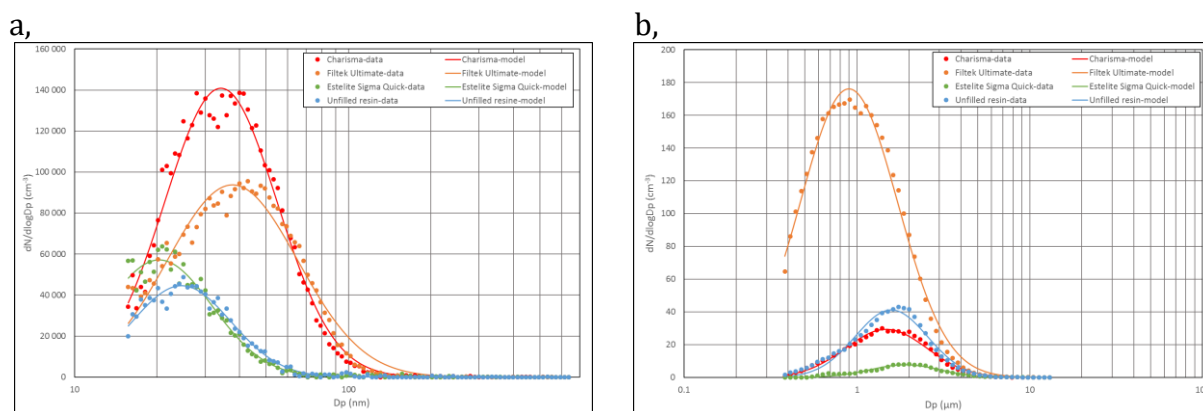 a,
160 000
140 000
120 000
100 000
80 000
60 000
40 000
20 000
0
dN/dlogDp (cm⁻³)
10
100
Dp (nm)
Charisma-data
Charisma-model
Filtek Ultimate-data
Filtek Ultimate-model
Estelite Sigma Quick-data
Estelite Sigma Quick-model
Unfilled resin-data
Unfilled resine-model
b,
200
180
160
140
120
100
80
60
40
20
0
dN/dlogDp (cm⁻³)
0.1
1
10
10
Dp (µm)
Charisma-data
Charisma-model
Filtek Ultimate-data
Filtek Ultimate-model
Estelite Sigma Quick-data
Estelite Sigma Quick-model
Unfilled resin-data
Unfilled resin-model